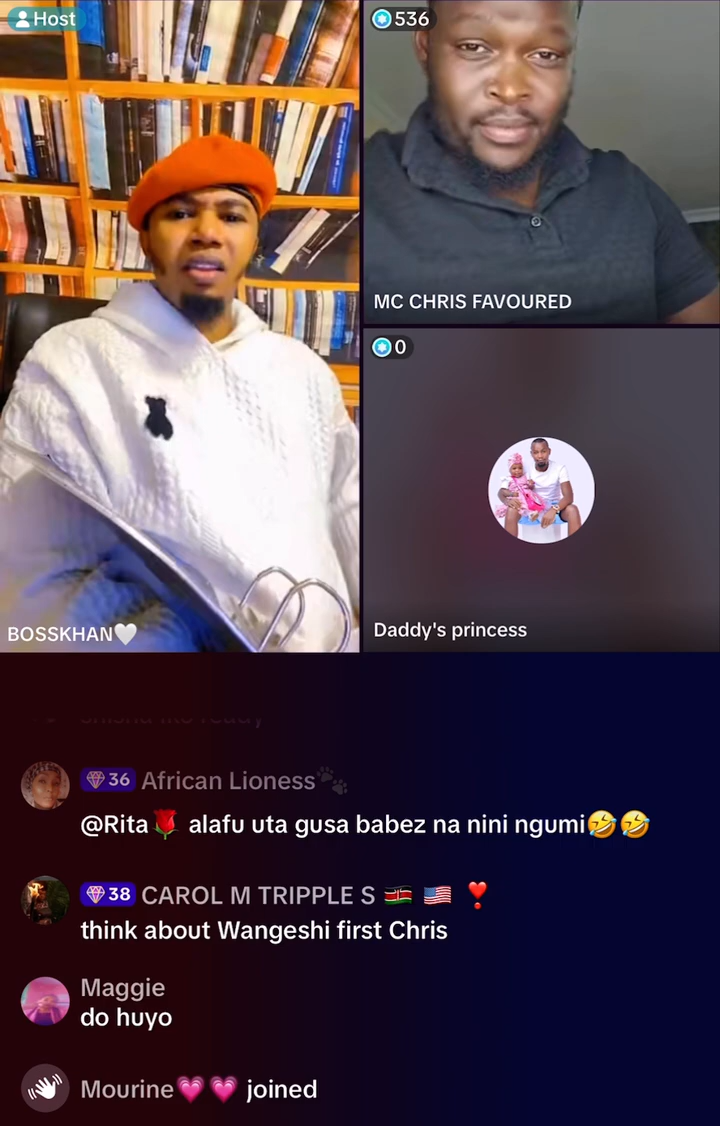 Host
536
MC CHRIS FAVOURED
0
BOSSKHAN🤍
Daddy's princess
36 African Lioness🐾
@Rita🌹 alafu uta gusa babez na nini ngumi🤣🤣
38 CAROL M TRIPPLE S 🇰🇪 🇺🇸 ❣️
think about Wangeshi first Chris
Maggie
do huyo
Mourine💗💗 joined